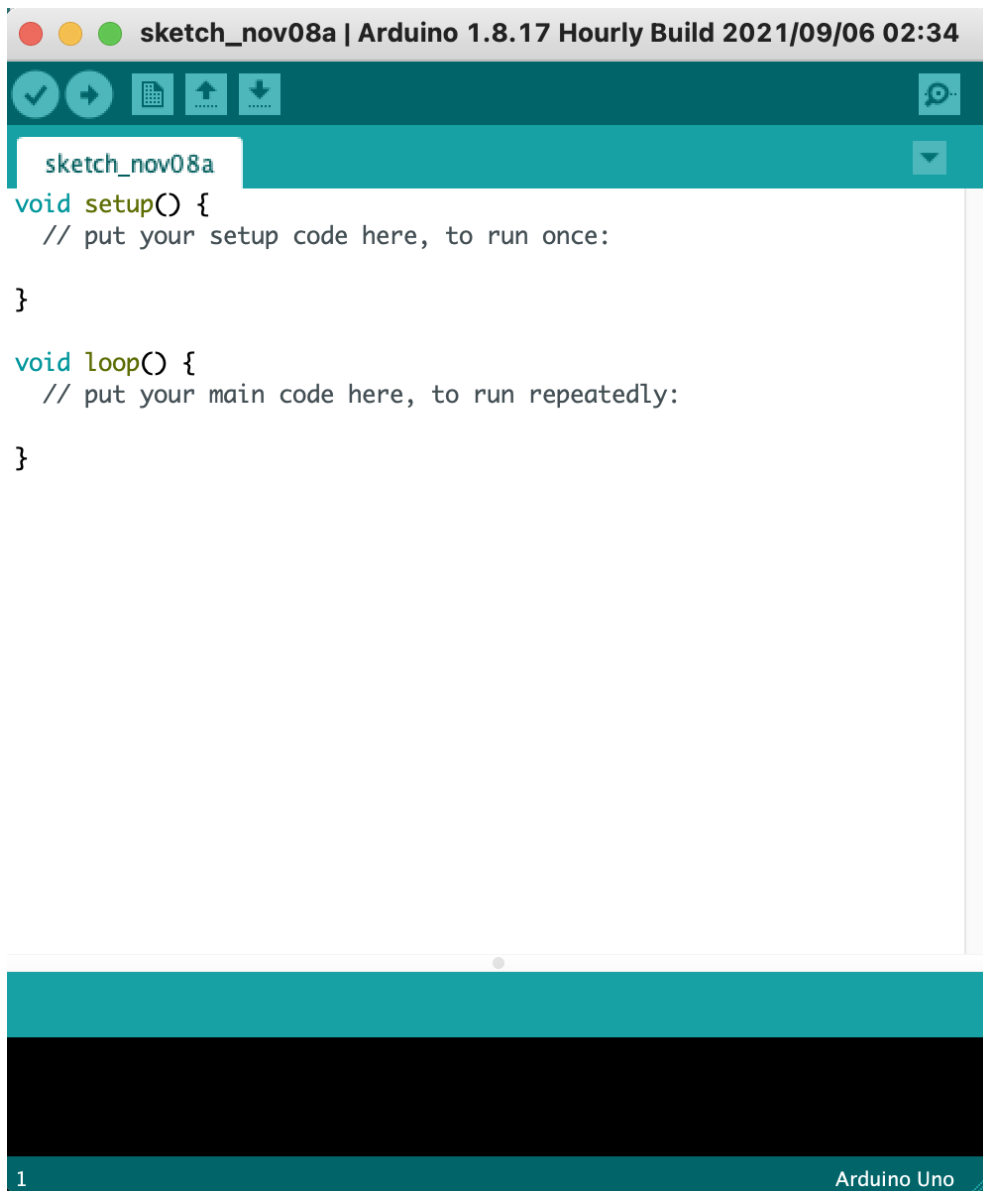 sketch_nov08a | Arduino 1.8.17 Hourly Build 2021/09/06 02:34
sketch_nov08a
void setup() {
  // put your setup code here, to run once:
}
void loop() {
  // put your main code here, to run repeatedly:
}
1
Arduino Uno